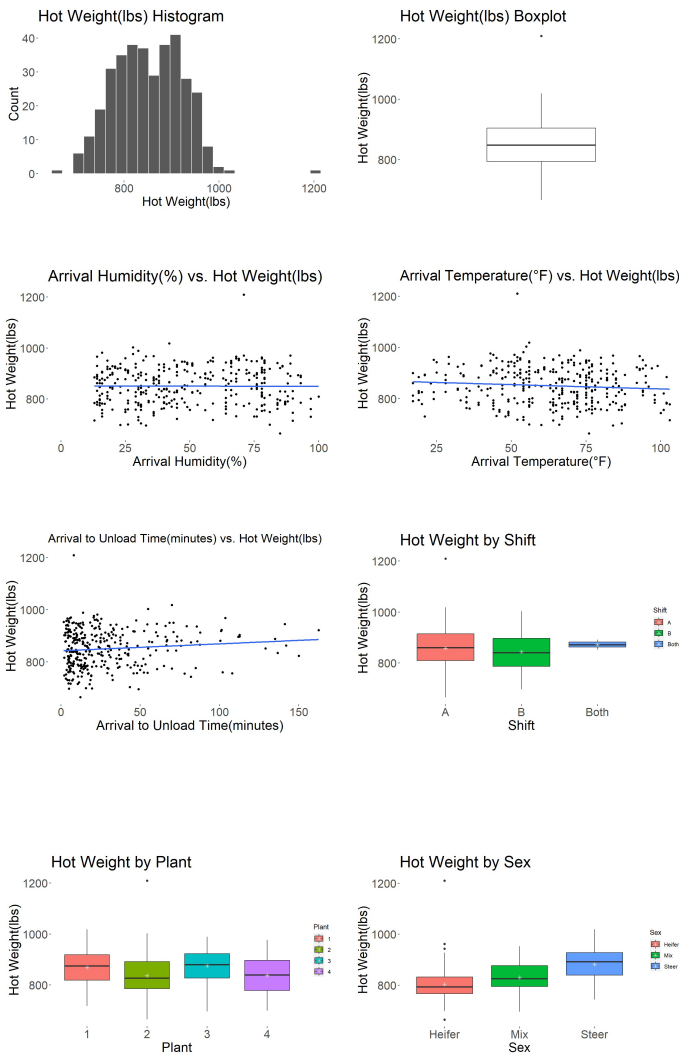 Hot Weight(lbs) Histogram
40
30
20
10
0
Count
800
1000
1200
Hot Weight(lbs)
Hot Weight(lbs) Boxplot
1200
1000
800
Hot Weight(lbs)
Arrival Humidity(%) vs. Hot Weight(lbs)
1200
1000
800
Hot Weight(lbs)
0
25
50
75
100
Arrival Humidity(%)
Arrival Temperature(°F) vs. Hot Weight(lbs)
1200
1000
800
Hot Weight(lbs)
25
50
75
100
Arrival Temperature(°F)
Arrival to Unload Time(minutes) vs. Hot Weight(lbs)
1200
1000
800
Hot Weight(lbs)
0
50
100
150
Arrival to Unload Time(minutes)
Hot Weight by Shift
1200
1000
800
Hot Weight(lbs)
A
B
Both
Shift
Shift
A
B
Both
Hot Weight by Plant
1200
1000
800
Hot Weight(lbs)
1
2
3
4
Plant
Plant
1
2
3
4
Hot Weight by Sex
1200
1000
800
Hot Weight(lbs)
Heifer
Mix
Steer
Sex
Sex
Heifer
Mix
Steer